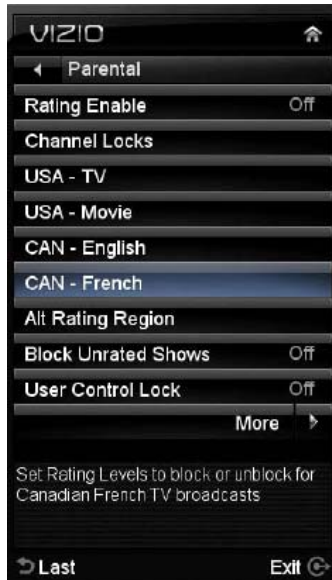 VIZIO
Parental
Rating Enable Off
Channel Locks
USA - TV
USA - Movie
CAN - English
CAN - French
Alt Rating Region
Block Unrated Shows Off
User Control Lock Off
More
Set Rating Levels to block or unblock for
Canadian French TV broadcasts
Last Exit